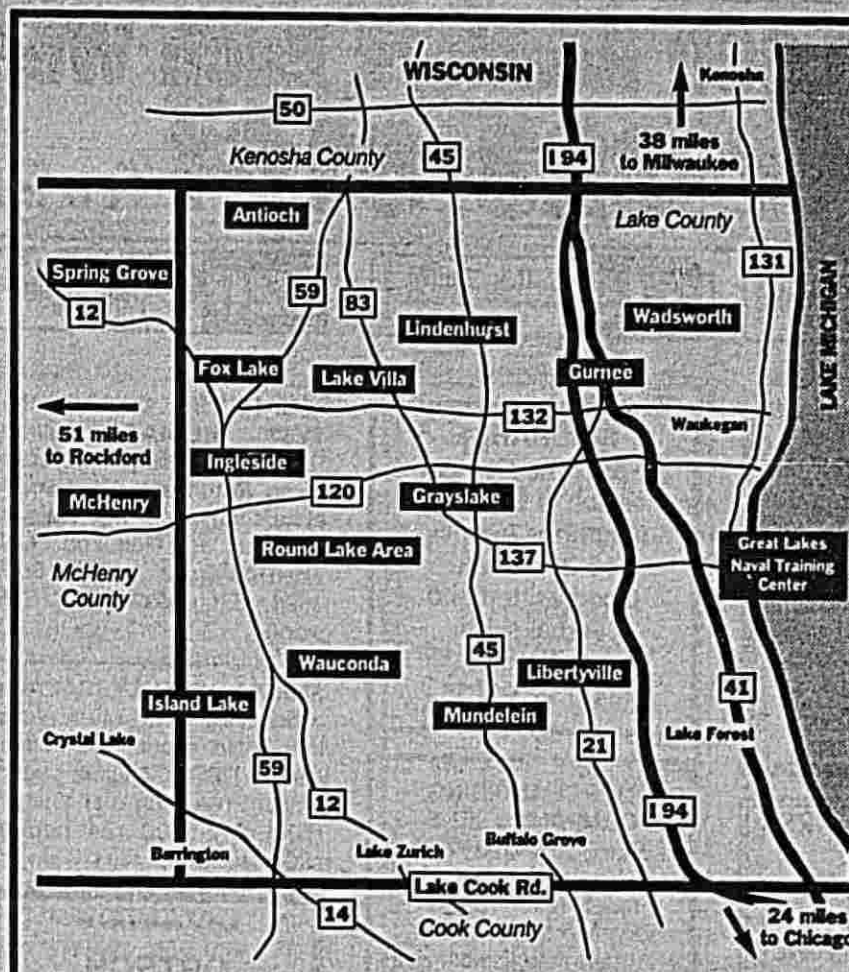 WISCONSIN
Kenosha
50
Kenosha County
45
I 94
38 miles
to Milwaukee
Antioch
Lake County
Spring Grove
12
59
83
131
LAKE MICHIGAN
Lindenhurst
Wadsworth
Fox Lake
Lake Villa
Gurnee
51 miles
to Rockford
132
Waukegan
Ingleside
McHenry
120
Grayslake
Round Lake Area
137
Great Lakes
Naval Training
Center
McHenry
County
45
Wauconda
Libertyville
41
Island Lake
Mundelein
Crystal Lake
59
21
Lake Forest
12
I 94
Barrington
Lake Zurich
Buffalo Grove
Lake Cook Rd.
14
Cook County
24 miles
to Chicago